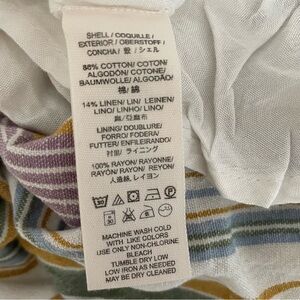 SHELL / COQUILLE /
EXTERIOR / OBERSTOFF /
CONCHA / 殻 / シェル
86% COTTON/ COTON/
ALGODÓN/ COTONE/
BAUMWOLLE/ ALGODÃO/
棉/ 綿
14% LINEN/ LIN/ LEINEN/
LINO/ LINHO/ LINO/
麻/ 亞麻布
LINING/ DOUBLURE/
FORRO/ FODERA/
FUTTER/ ENFILEIRANDO/
衬里/ ライニング
100% RAYON/ RAYONNE/
RAYÓN/ RAYON/ RAYON/
人造絲/ レイヨン
MACHINE WASH COLD
WITH LIKE COLORS
USE ONLY NON-CHLORINE
BLEACH
TUMBLE DRY LOW
LOW IRON AS NEEDED
MAY BE DRY CLEANED